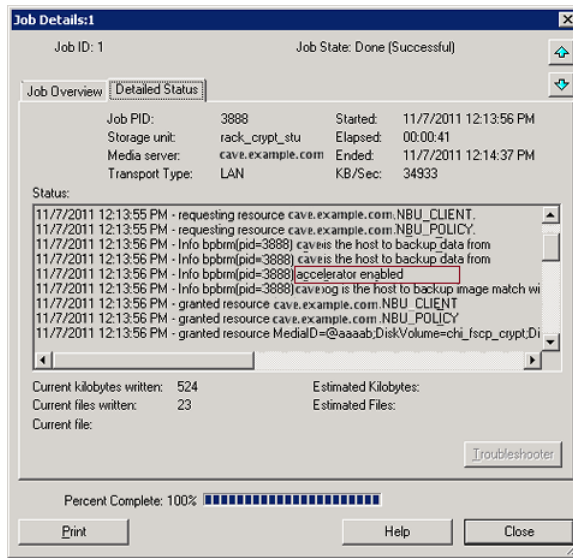 Job Details:1
Job ID: 1 Job State: Done (Successful)
Job Overview Detailed Status
Job PID: 3888 Started: 11/7/2011 12:13:56 PM
Storage unit: rack_crypt_stu Elapsed: 00:00:41
Media server: cave.example.com Ended: 11/7/2011 12:14:37 PM
Transport Type: LAN KB/Sec: 34933
Status:
11/7/2011 12:13:55 PM - requesting resource cave.example.com.NBU_CLIENT.
11/7/2011 12:13:55 PM - requesting resource cave.example.com.NBU_POLICY.
11/7/2011 12:13:56 PM - Info bpbrm(pid=3888) cave is the host to backup data from
11/7/2011 12:13:56 PM - Info bpbrm(pid=3888) cave is the host to backup data from
11/7/2011 12:13:56 PM - Info bpbrm(pid=3888) accelerator enabled
11/7/2011 12:13:56 PM - Info bpbrm(pid=3888) cavejog is the host to backup image match wi
11/7/2011 12:13:56 PM - granted resource cave.example.com.NBU_CLIENT
11/7/2011 12:13:56 PM - granted resource cave.example.com.NBU_POLICY
11/7/2011 12:13:56 PM - granted resource MediaID=@aaaab;DiskVolume=chi_fscp_crypt;Di
Current kilobytes written: 524 Estimated Kilobytes:
Current files written: 23 Estimated Files:
Current file:
Troubleshooter
Percent Complete: 100%
Print Help Close